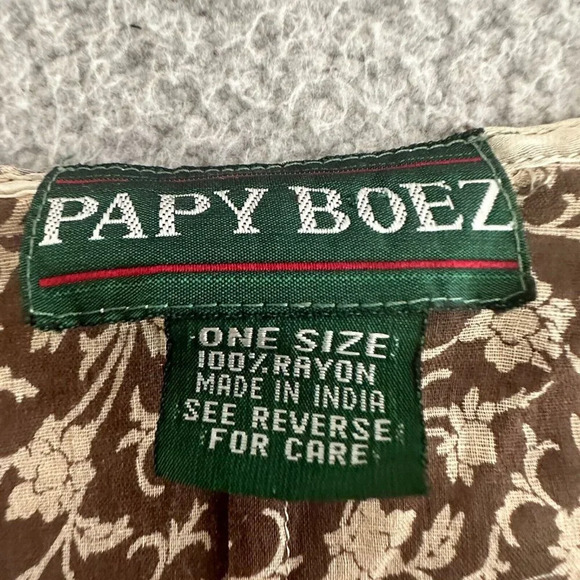 PAPY BOEZ
ONE SIZE
100% RAYON
MADE IN INDIA
SEE REVERSE
FOR CARE